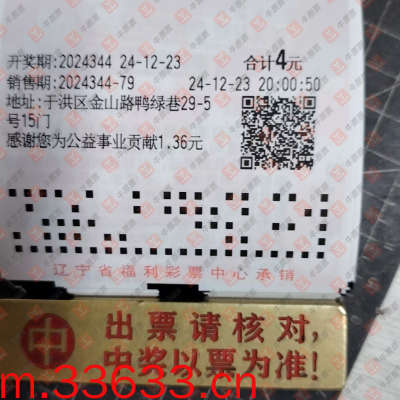 开奖期:2024344 24-12-23 合计4元
销售期:2024344-79 24-12-23 20:00:50
地址:于洪区金山路鸭绿巷29-5
号15门
感谢您为公益事业贡献1.36元
辽宁省福利彩票中心承销
中 出票请核对,
中奖以票为准!
m.33633.cn